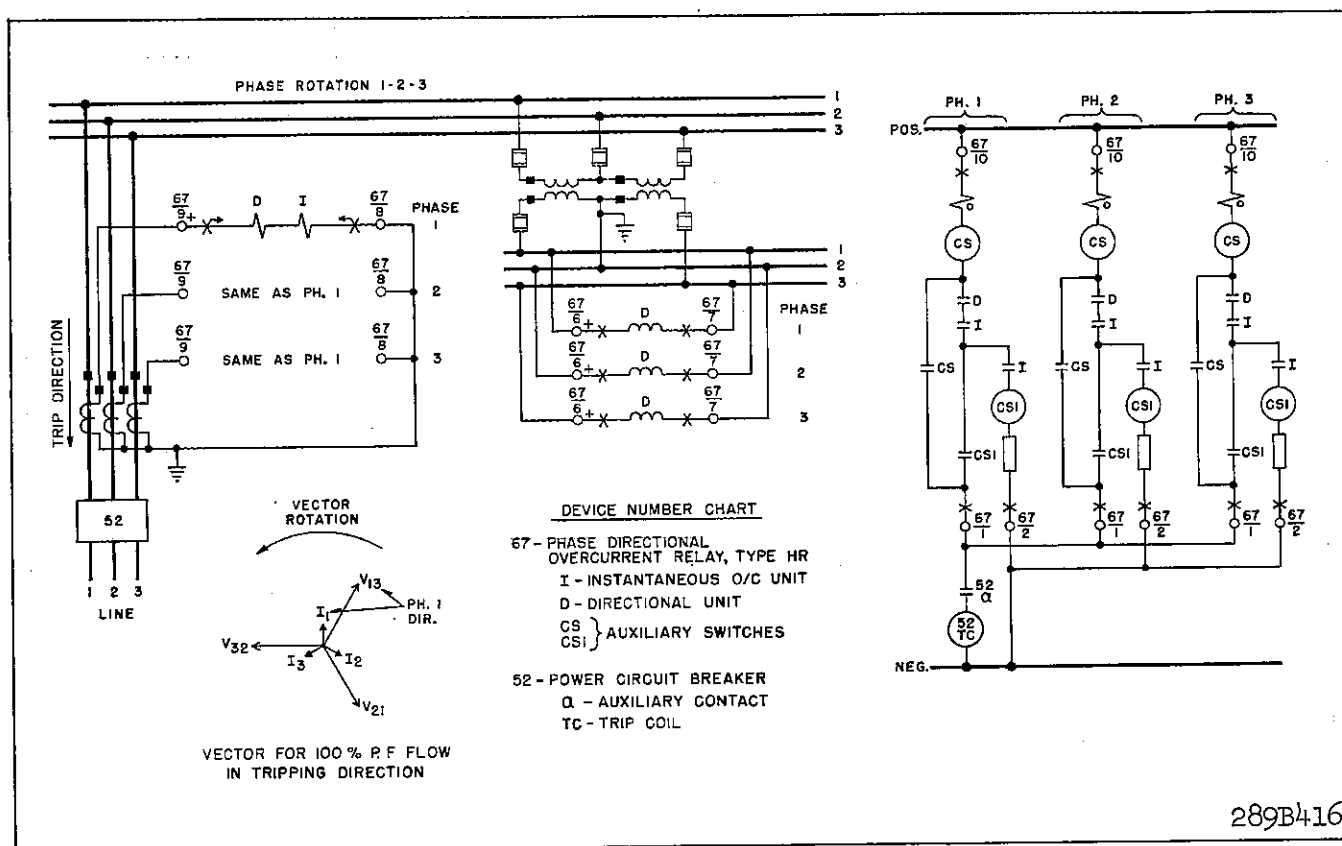 PHASE ROTATION 1-2-3
1
2
3
67
9
+
D
I
67
8
PHASE
1
67
9
SAME AS PH. 1
67
8
2
67
9
SAME AS PH. 1
67
8
3
TRIP DIRECTION
52
1 2 3
LINE
1
2
3
PHASE
67
6
+
D
67
7
1
67
6
+
D
67
7
2
67
6
+
D
67
7
3
VECTOR
ROTATION
V13
I1
PH. 1
DIR.
V32
I3
I2
V21
VECTOR FOR 100 % P.F FLOW
IN TRIPPING DIRECTION
DEVICE NUMBER CHART
67 - PHASE DIRECTIONAL
OVERCURRENT RELAY, TYPE HR
I - INSTANTANEOUS O/C UNIT
D - DIRECTIONAL UNIT
CS
CS1
} AUXILIARY SWITCHES
52 - POWER CIRCUIT BREAKER
a - AUXILIARY CONTACT
TC - TRIP COIL
PH. 1
PH. 2
PH. 3
POS.
67
10
67
10
67
10
O
O
O
CS
CS
CS
D
D
D
I
I
I
CS
I
CS
I
CS
I
CS1
CS1
CS1
CS1
CS1
CS1
67
1
67
2
67
1
67
2
67
1
67
2
52
a
52
TC
NEG.
289B416